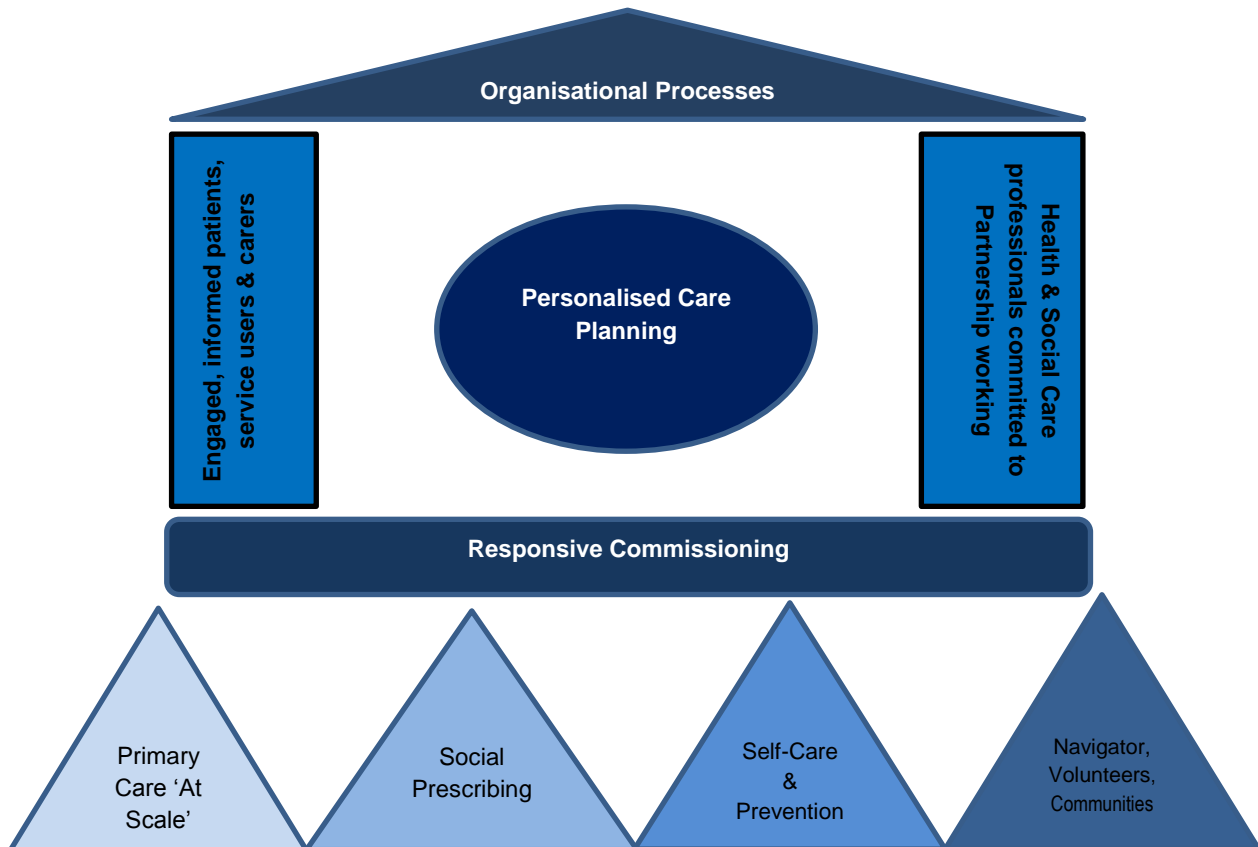 Organisational Processes
Engaged, informed patients,
service users & carers
Personalised Care
Planning
Health & Social Care
professionals committed to
Partnership working
Responsive Commissioning
Primary
Care ‘At
Scale’
Social
Prescribing
Self-Care
&
Prevention
Navigator,
Volunteers,
Communities